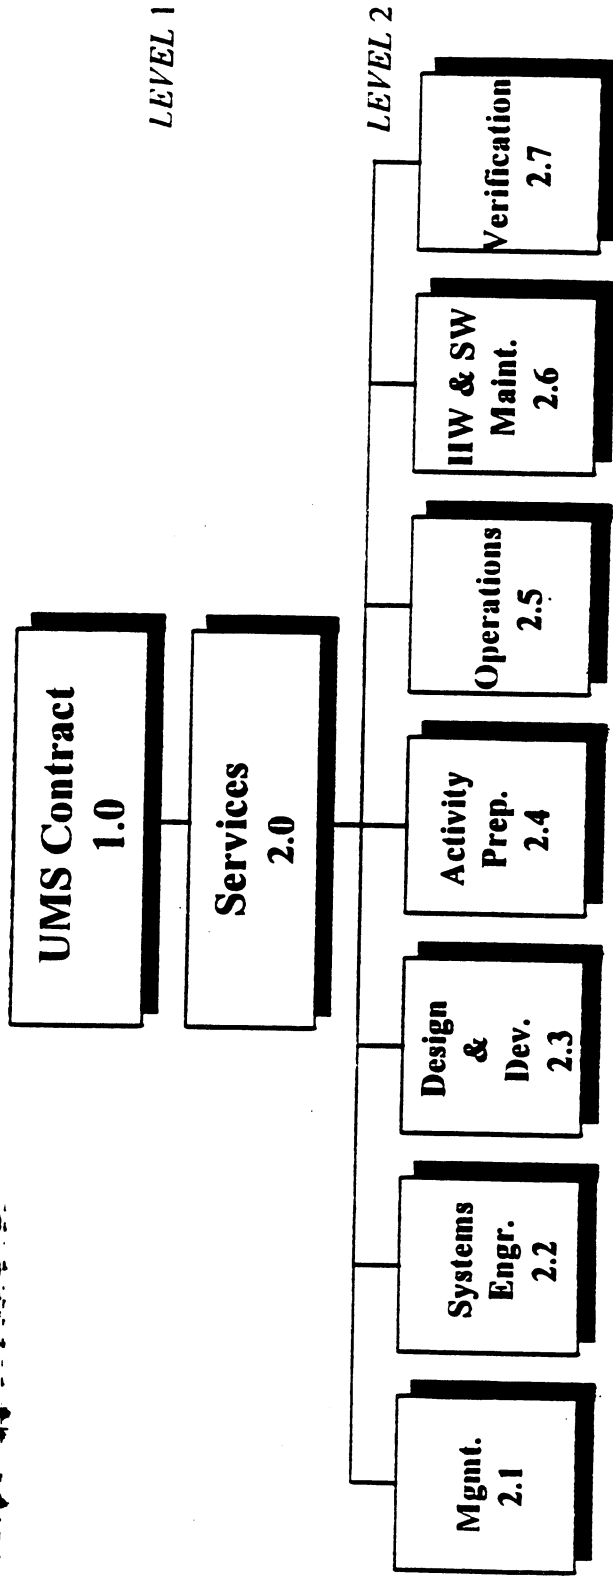 LEVEL 1
UMS Contract
1.0
Services
2.0
LEVEL 2
Mgmt.
2.1
Systems
Engr.
2.2
Design
&
Dev.
2.3
Activity
Prep.
2.4
Operations
2.5
HW & SW
Maint.
2.6
Verification
2.7